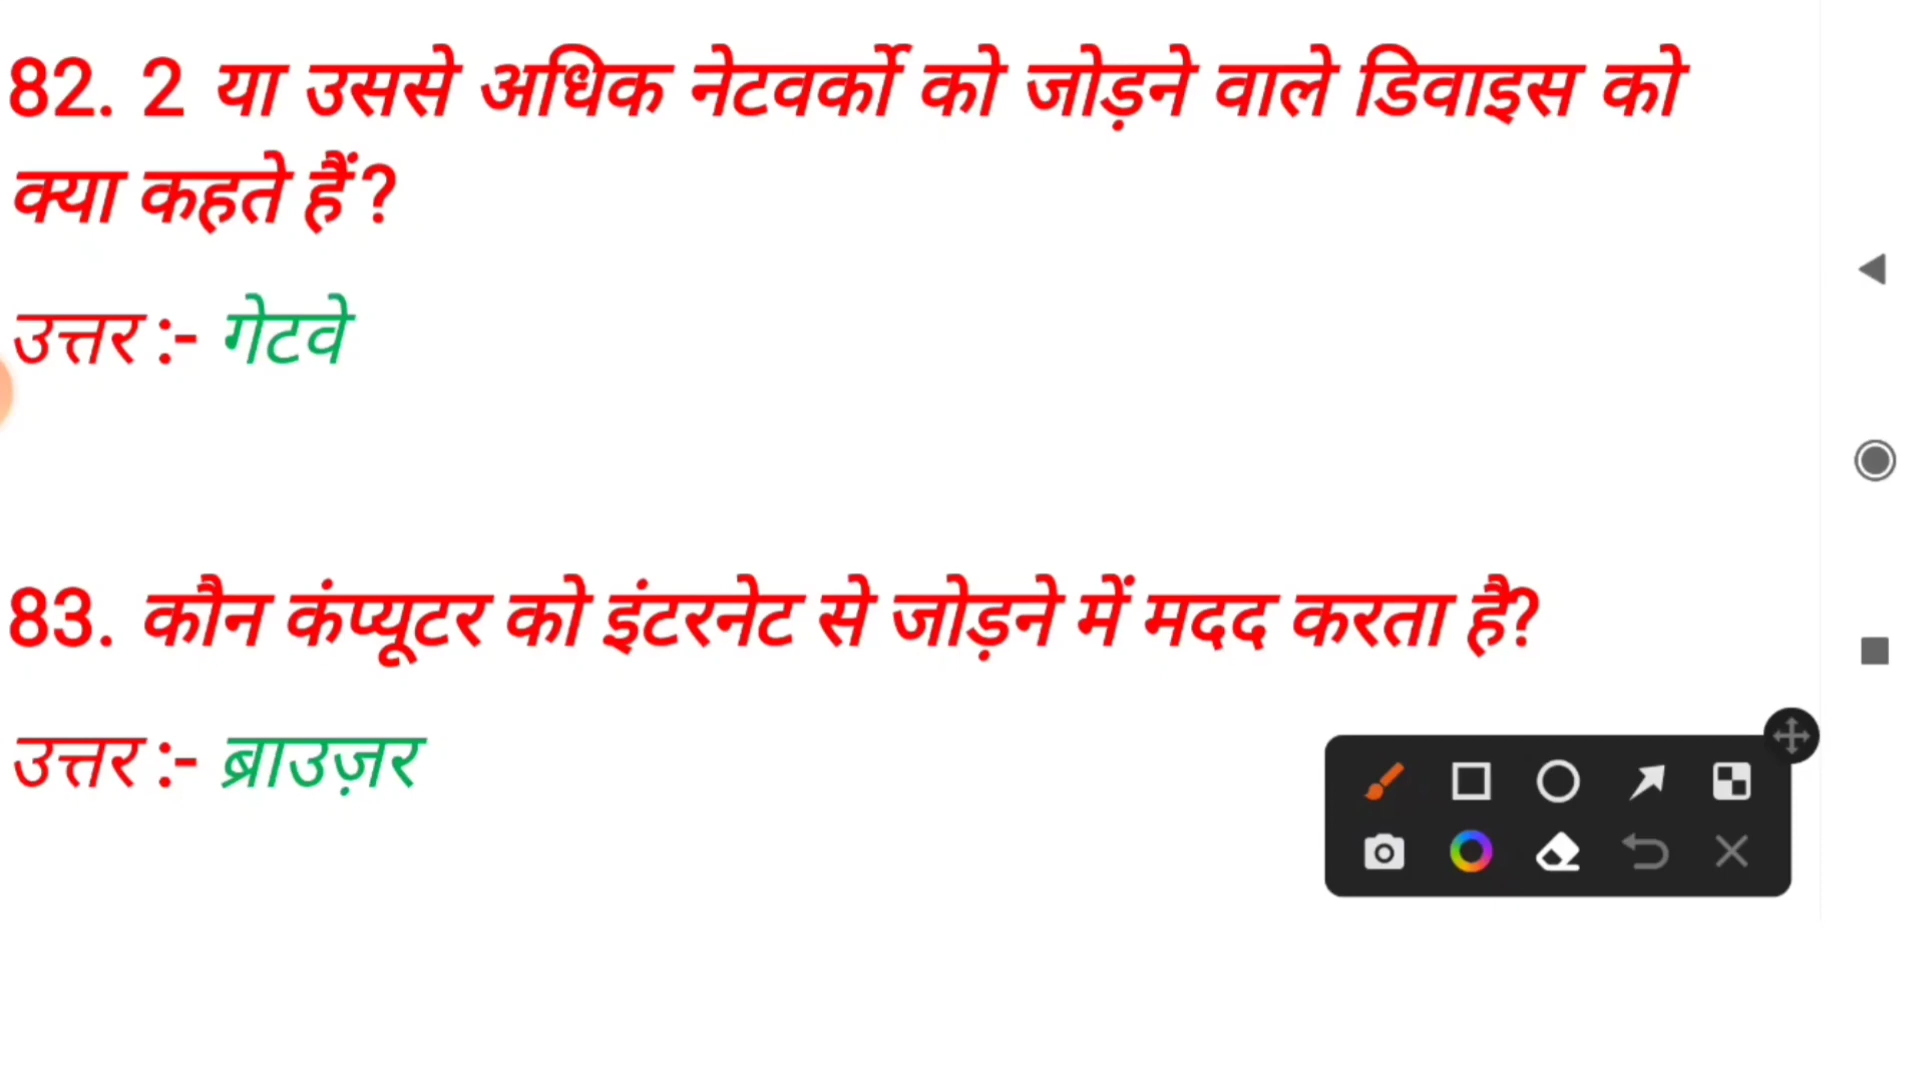 82. 2 या उससे अधिक नेटवर्को को जोड़ने वाले डिवाइस को
क्या कहते हैं?
उत्तर :- गेटवे
83. कौन कंप्यूटर को इंटरनेट से जोड़ने में मदद करता है?
उत्तर :- ब्राउज़र